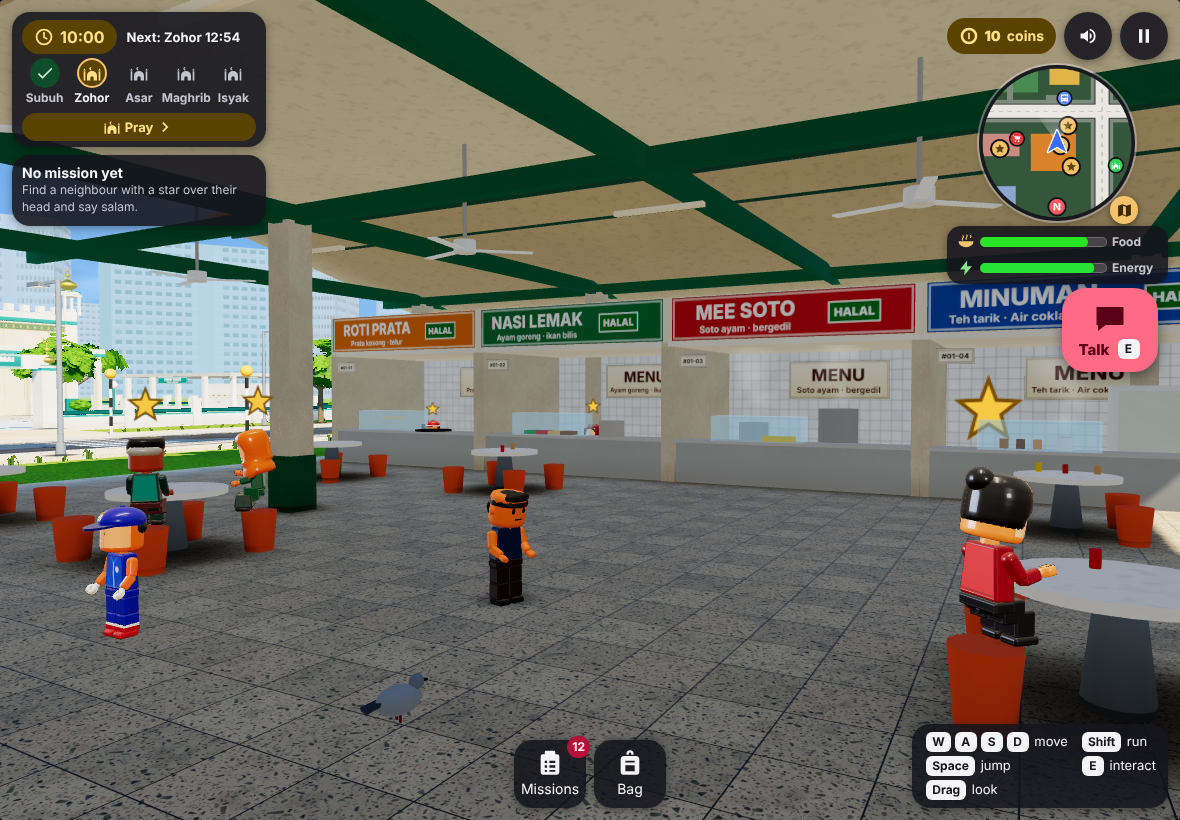 10:00 Next: Zohor 12:54
Subuh Zohor Asar Maghrib Isyak
Pray
No mission yet
Find a neighbour with a star over their
head and say salam.
10 coins
N
Food
Energy
Talk E
ROTI PRATA HALAL
Prata kosong · telur
NASI LEMAK HALAL
Ayam goreng · ikan bilis
MEE SOTO HALAL
Soto ayam · bergedil
MINUMAN
Teh tarik · Air
#01-01
#01-02
#01-03
#01-04
MENU
Ayam goreng
MENU
Soto ayam · bergedil
MENU
Teh tarik · Air
12
Missions
Bag
W A S D move Shift run
Space jump E interact
Drag look